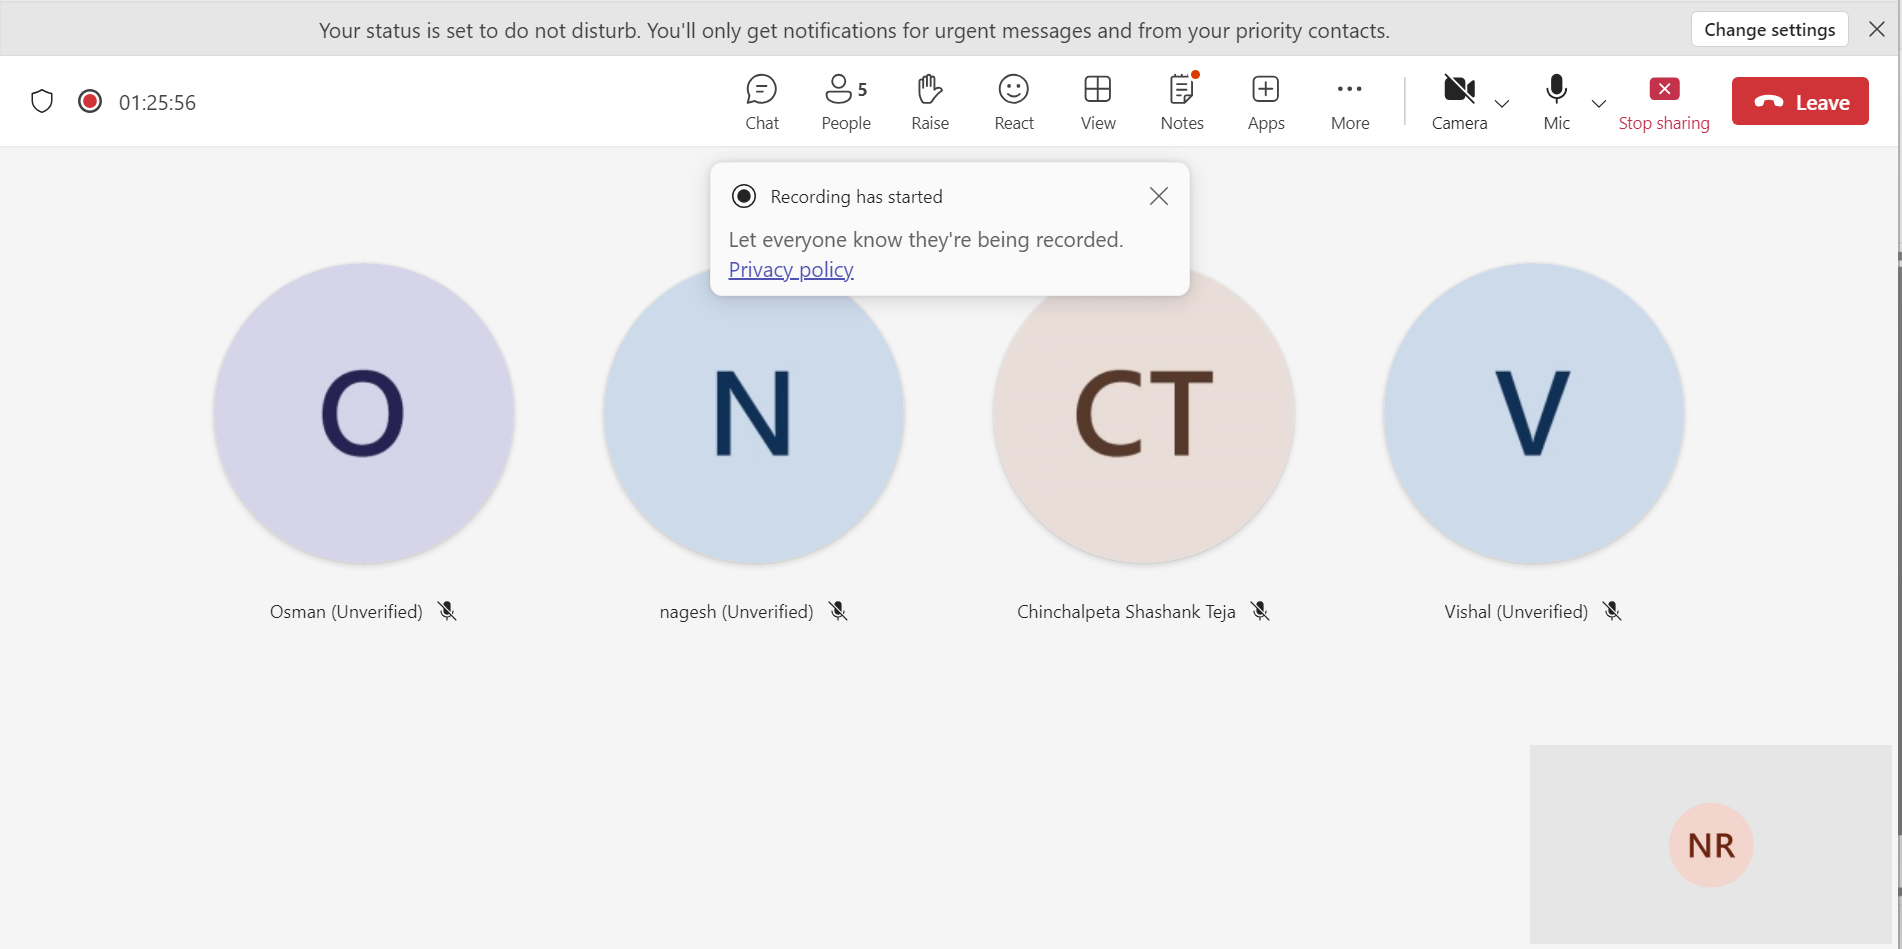 Your status is set to do not disturb. You'll only get notifications for urgent messages and from your priority contacts.
Change settings
01:25:56
5
Chat
People
Raise
React
View
Notes
Apps
More
Camera
Mic
Stop sharing
Leave
Recording has started
Let everyone know they're being recorded.
Privacy policy
O
N
CT
V
Osman (Unverified)
nagesh (Unverified)
Chinchalpeta Shashank Teja
Vishal (Unverified)
NR